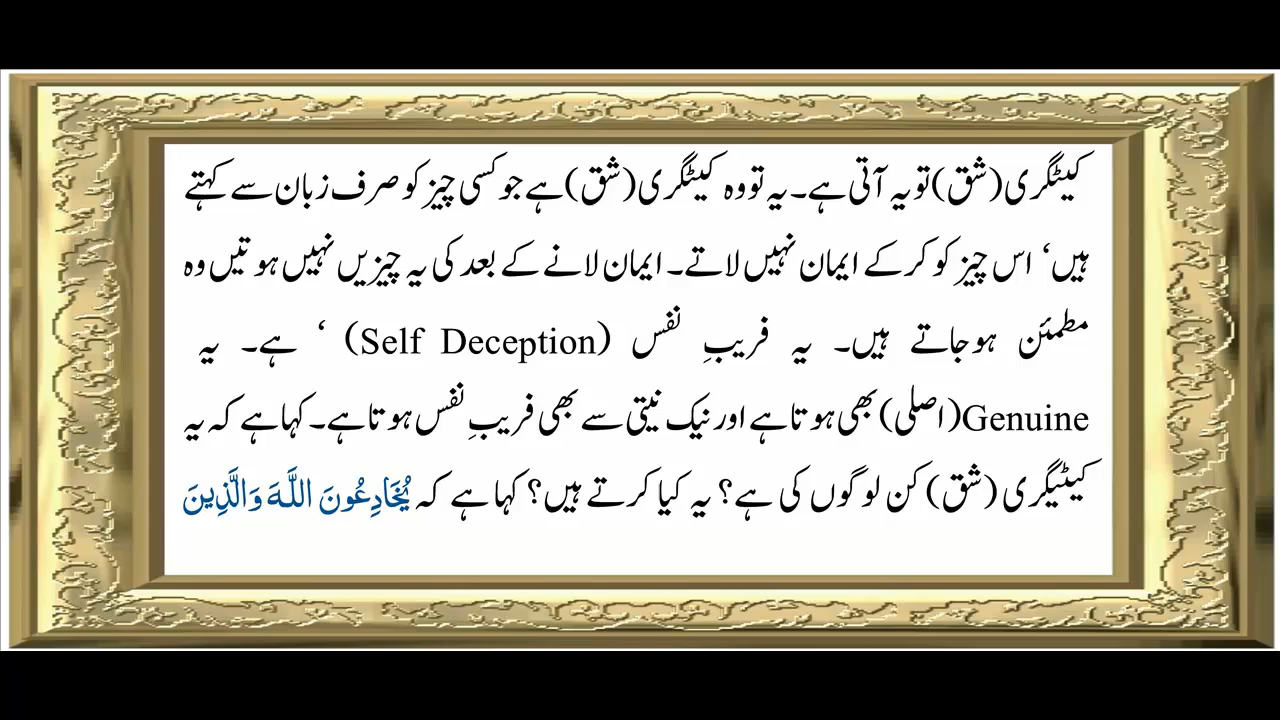 کیٹگری (شق) تو یہ آتی ہے۔ یہ تو وہ کیٹگری (شق) ہے جو کسی چیز کو صرف زبان سے کہتے
ہیں‘ اس چیز کو کر کے ایمان نہیں لاتے۔ ایمان لانے کے بعد کی یہ چیزیں نہیں ہوتیں وہ
مطمئن ہو جاتے ہیں۔ یہ فریبِ نفس (Self Deception) ‘ ہے۔ یہ
Genuine (اصلی) بھی ہوتا ہے اور نیک نیتی سے بھی فریبِ نفس ہوتا ہے۔ کہا ہے کہ یہ
کیٹیگری (شق) کن لوگوں کی ہے؟ یہ کیا کرتے ہیں؟ کہا ہے کہ يُخَادِعُونَ اللَّهَ وَالَّذِينَ